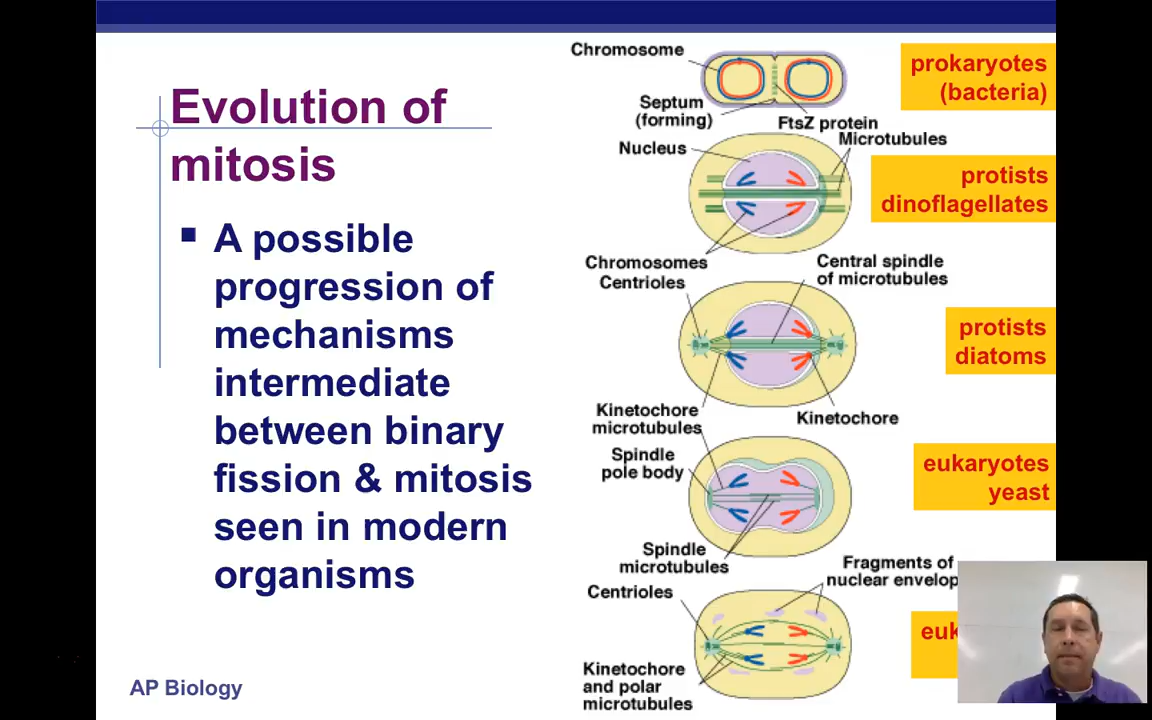 Evolution of
mitosis
A possible
progression of
mechanisms
intermediate
between binary
fission & mitosis
seen in modern
organisms
AP Biology
Chromosome
Septum
(forming)
FtsZ protein
prokaryotes
(bacteria)
Nucleus
Microtubules
Chromosomes
protists
dinoflagellates
Centrioles
Central spindle
of microtubules
Kinetochore
microtubules
Kinetochore
protists
diatoms
Spindle
pole body
Spindle
microtubules
eukaryotes
yeast
Centrioles
Fragments of
nuclear envelop
Kinetochore
and polar
microtubules